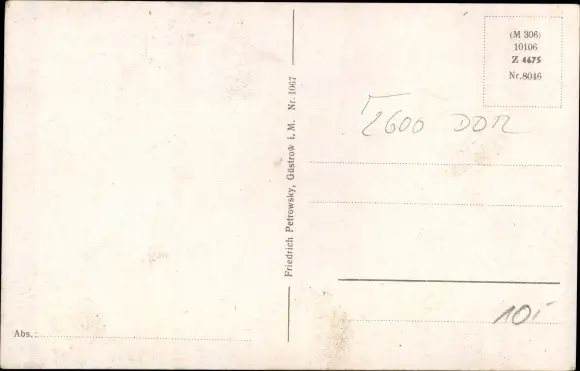 (M 306)
10106
Z 4675
Nr. 8046
2600 DDR
Friedrich Petrowsky, Güstrow i. M. Nr. 1067
10,-
Abs.: